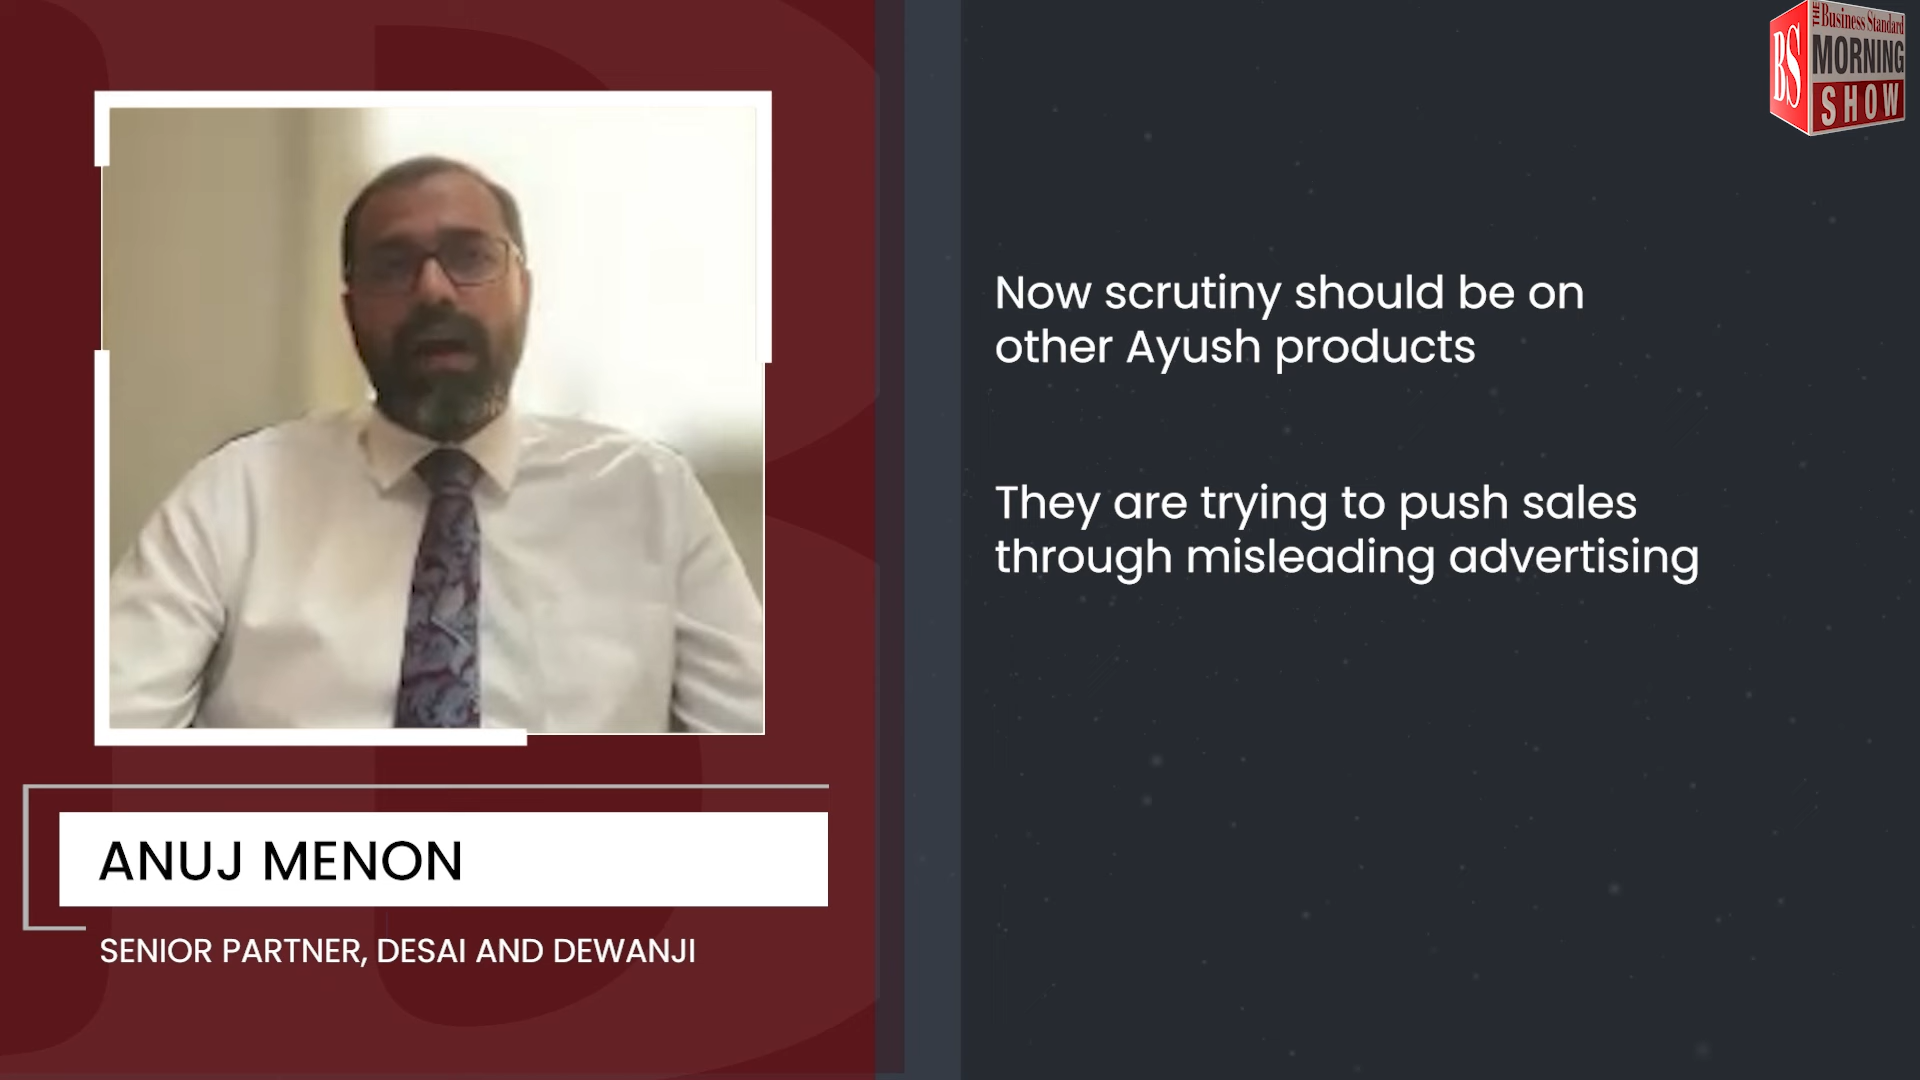 THE
Business Standard
BS
MORNING
SHOW
Now scrutiny should be on
other Ayush products
They are trying to push sales
through misleading advertising
ANUJ MENON
SENIOR PARTNER, DESAI AND DEWANJI